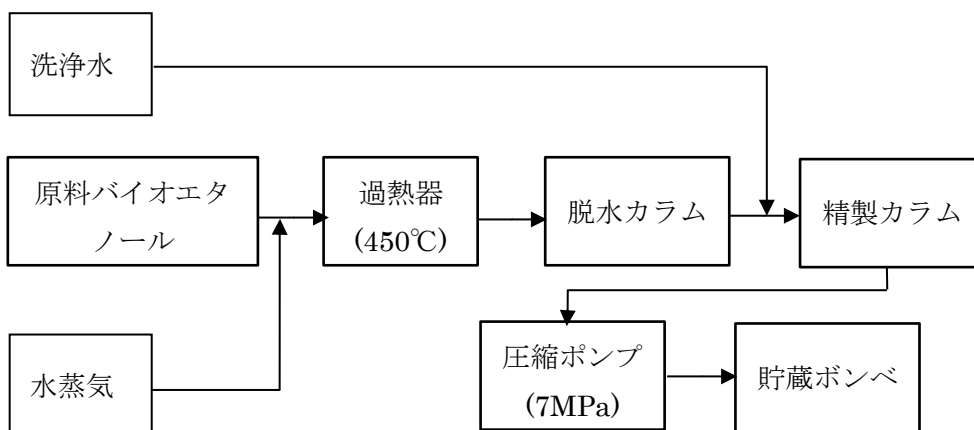 洗浄水
原料バイオエタ
ノール
過熱器
(450℃)
脱水カラム
精製カラム
水蒸気
圧縮ポンプ
(7MPa)
貯蔵ボンベ